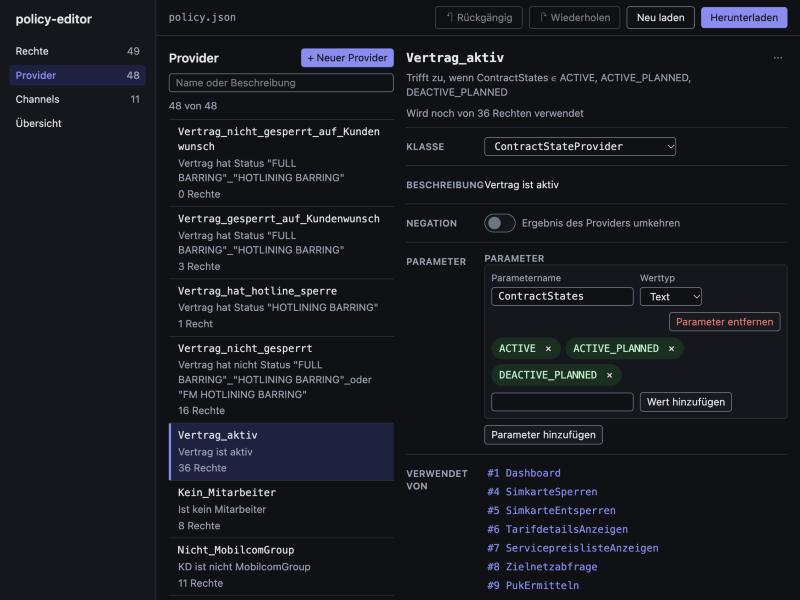 policy-editor
policy.json
Rückgängig
Wiederholen
Neu laden
Herunterladen
Rechte 49
Provider 48
Channels 11
Übersicht
Provider
+ Neuer Provider
Name oder Beschreibung
48 von 48
Vertrag_nicht_gesperrt_auf_Kunden
wunsch
Vertrag hat Status "FULL
BARRING"_"HOTLINING BARRING"
0 Rechte
Vertrag_gesperrt_auf_Kundenwunsch
Vertrag hat Status "FULL
BARRING"_"HOTLINING BARRING"
3 Rechte
Vertrag_hat_hotline_sperre
Vertrag hat Status "HOTLINING BARRING"
1 Recht
Vertrag_nicht_gesperrt
Vertrag hat nicht Status "FULL
BARRING"_"HOTLINING BARRING"_oder
"FM HOTLINING BARRING"
16 Rechte
Vertrag_aktiv
Vertrag ist aktiv
36 Rechte
Kein_Mitarbeiter
Ist kein Mitarbeiter
8 Rechte
Nicht_MobilcomGroup
KD ist nicht MobilcomGroup
11 Rechte
Vertrag_aktiv
...
Trifft zu, wenn ContractStates ∈ ACTIVE, ACTIVE_PLANNED,
DEACTIVE_PLANNED
Wird noch von 36 Rechten verwendet
KLASSE
ContractStateProvider
BESCHREIBUNG Vertrag ist aktiv
NEGATION
Ergebnis des Providers umkehren
PARAMETER
PARAMETER
Parametername
Werttyp
ContractStates
Text
Parameter entfernen
ACTIVE ×
ACTIVE_PLANNED ×
DEACTIVE_PLANNED ×
Wert hinzufügen
Parameter hinzufügen
VERWENDET
VON
#1 Dashboard
#4 SimkarteSperren
#5 SimkarteEntsperren
#6 TarifdetailsAnzeigen
#7 ServicepreislisteAnzeigen
#8 Zielnetzabfrage
#9 PukErmitteln